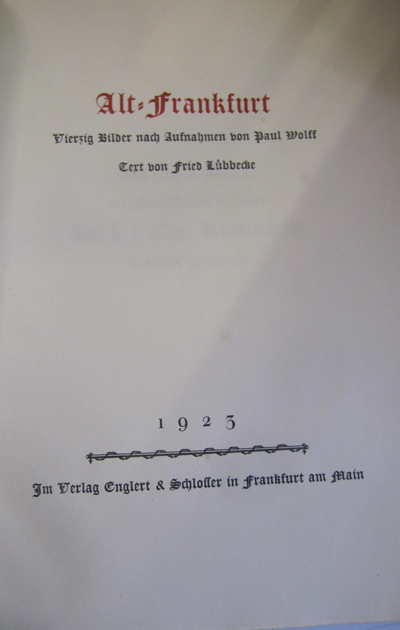 Alt-Frankfurt
Vierzig Bilder nach Aufnahmen von Paul Wolff
Text von Fried Lübbecke
1923
Im Verlag Englert & Schlosser in Frankfurt am Main